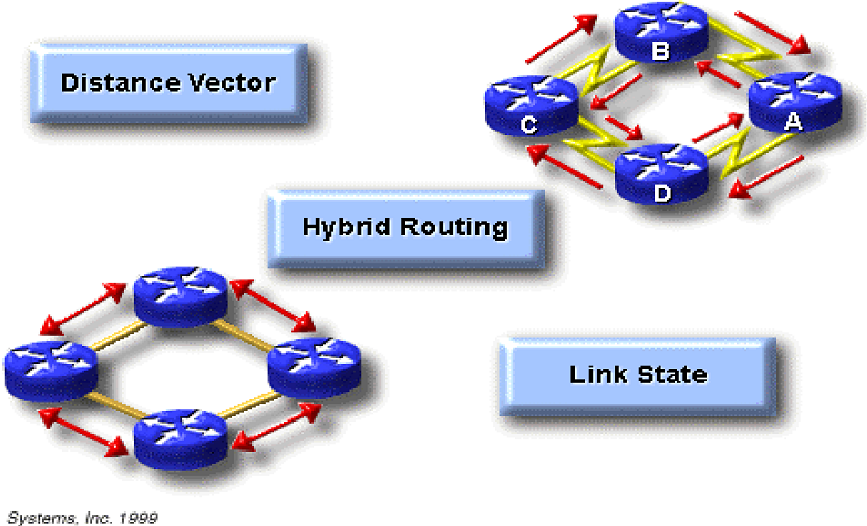 Distance Vector
B
A
C
D
Hybrid Routing
Link State
Systems, Inc. 1999